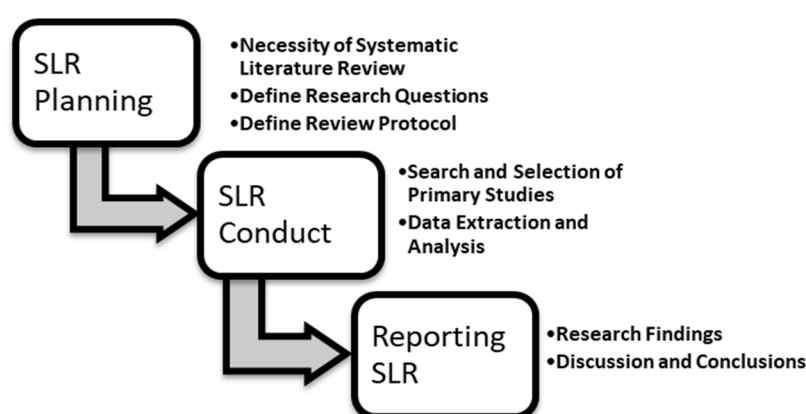 SLR
Planning
•Necessity of Systematic
Literature Review
•Define Research Questions
•Define Review Protocol
SLR
Conduct
•Search and Selection of
Primary Studies
•Data Extraction and
Analysis
Reporting
SLR
•Research Findings
•Discussion and Conclusions